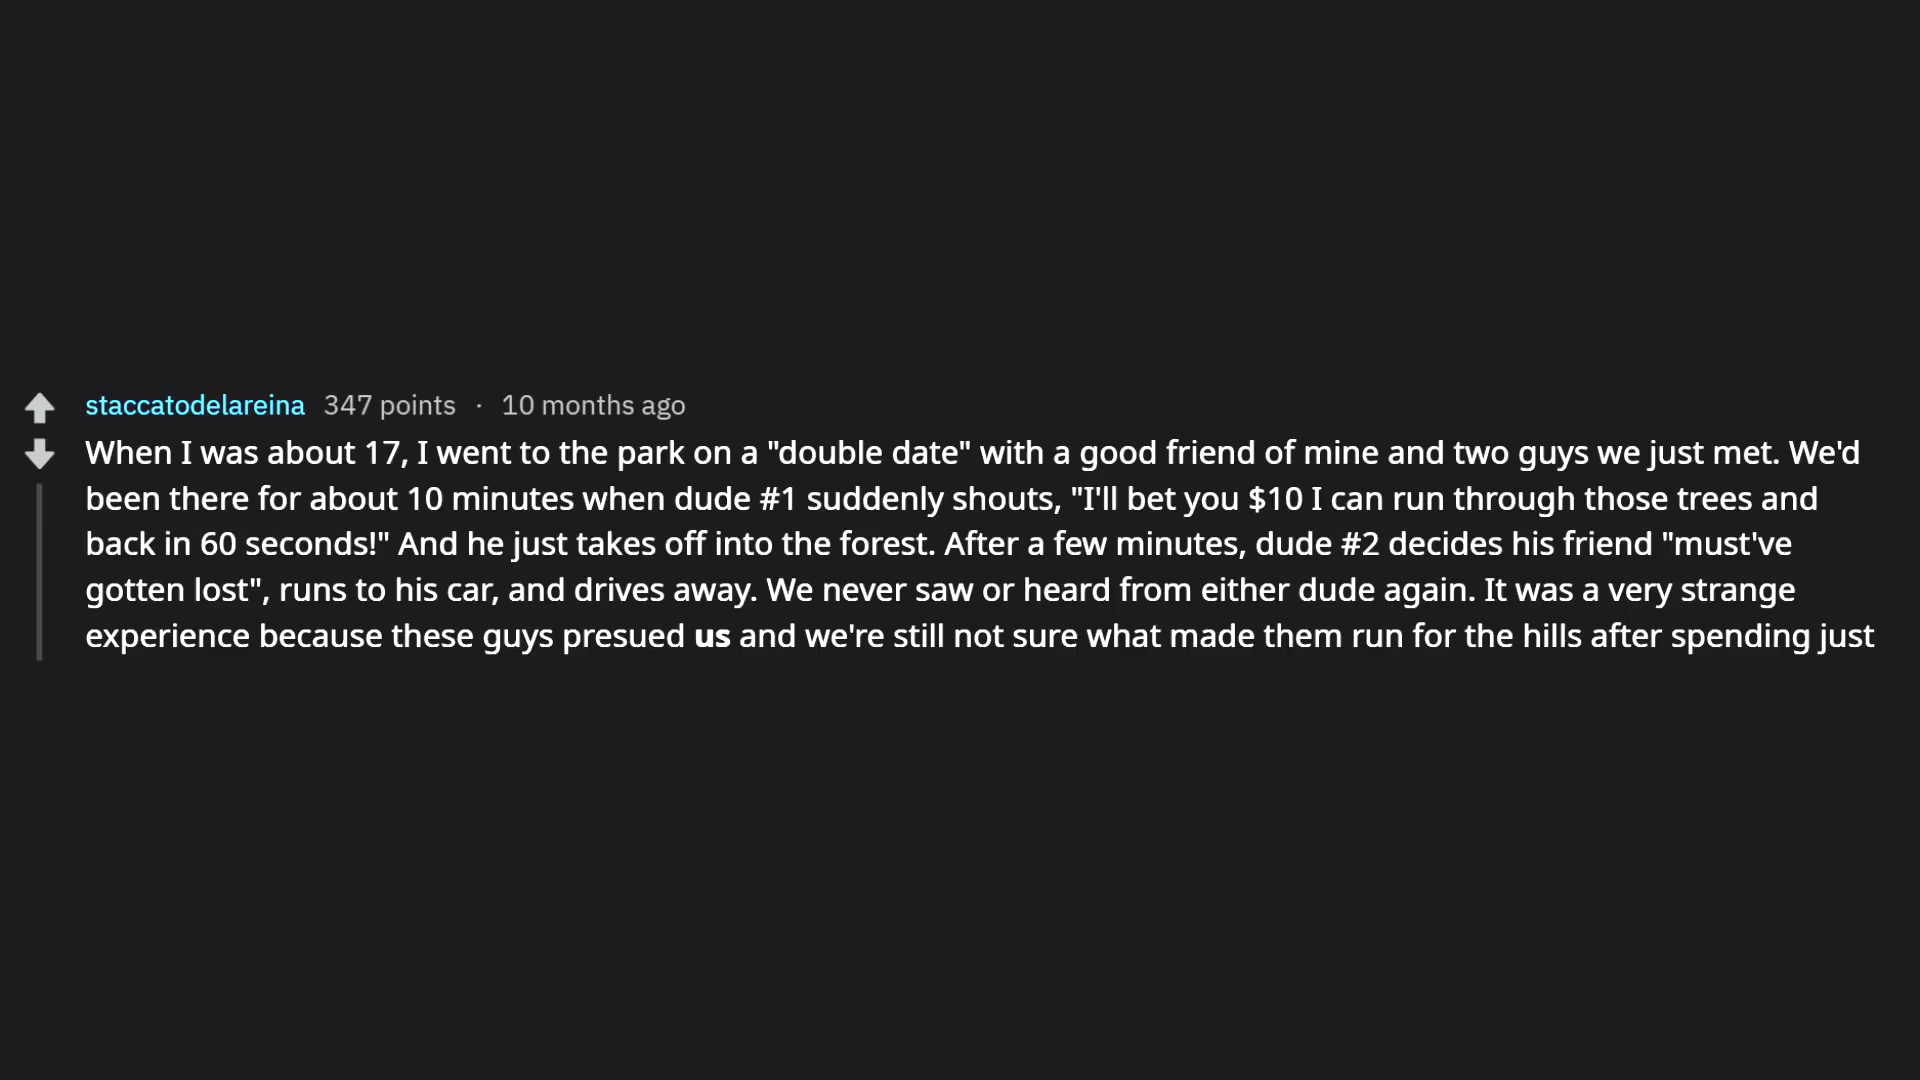 staccatodelareina 347 points · 10 months ago
When I was about 17, I went to the park on a "double date" with a good friend of mine and two guys we just met. We'd
been there for about 10 minutes when dude #1 suddenly shouts, "I'll bet you $10 I can run through those trees and
back in 60 seconds!" And he just takes off into the forest. After a few minutes, dude #2 decides his friend "must've
gotten lost", runs to his car, and drives away. We never saw or heard from either dude again. It was a very strange
experience because these guys presued us and we're still not sure what made them run for the hills after spending just